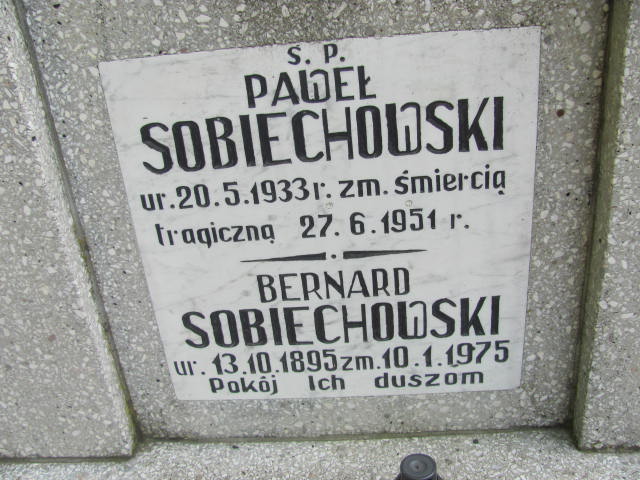 Ś. P.
PAWEŁ
SOBIECHOWSKI
ur. 20.5.1933 r. zm. śmiercią
tragiczną 27.6.1951 r.
BERNARD
SOBIECHOWSKI
ur. 13.10.1895 zm. 10.1.1975
Pokój Ich duszom